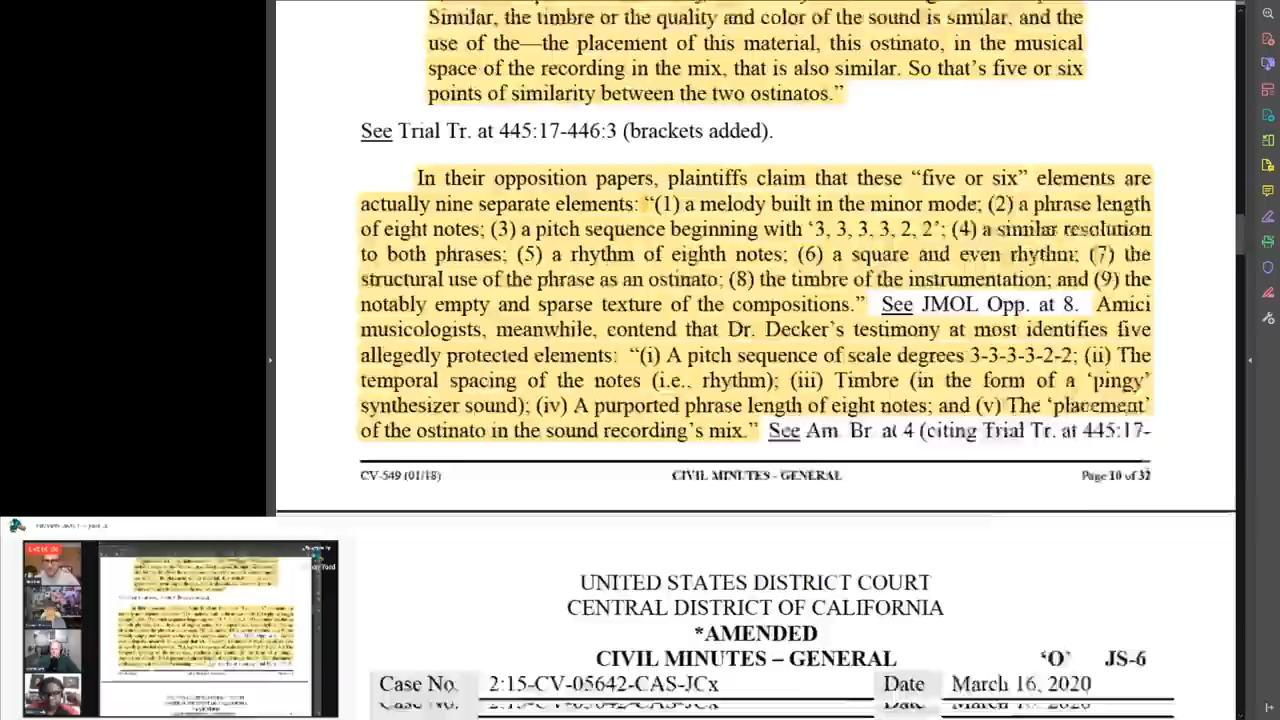 Similar, the timbre or the quality and color of the sound is similar, and the
use of the—the placement of this material, this ostinato, in the musical
space of the recording in the mix, that is also similar. So that’s five or six
points of similarity between the two ostinatos.”
See Trial Tr. at 445:17-446:3 (brackets added).
In their opposition papers, plaintiffs claim that these “five or six” elements are
actually nine separate elements: “(1) a melody built in the minor mode; (2) a phrase length
of eight notes; (3) a pitch sequence beginning with ‘3, 3, 3, 3, 2, 2’; (4) a similar resolution
to both phrases; (5) a rhythm of eighth notes; (6) a square and even rhythm; (7) the
structural use of the phrase as an ostinato; (8) the timbre of the instrumentation; and (9) the
notably empty and sparse texture of the compositions.” See JMOL Opp. at 8. Amici
musicologists, meanwhile, contend that Dr. Decker’s testimony at most identifies five
allegedly protected elements: “(i) A pitch sequence of scale degrees 3-3-3-3-2-2; (ii) The
temporal spacing of the notes (i.e.. rhythm); (iii) Timbre (in the form of a ‘pingy’
synthesizer sound); (iv) A purported phrase length of eight notes; and (v) The ‘placement’
of the ostinato in the sound recording’s mix.” See Am. Br. at 4 (citing Trial Tr. at 445:17-
CV-549 (01/18) CIVIL MINUTES - GENERAL Page 10 of 32
UNITED STATES DISTRICT COURT
CENTRAL DISTRICT OF CALIFORNIA
*AMENDED
CIVIL MINUTES – GENERAL ‘O’ JS-6
Case No. 2:15-CV-05642-CAS-JCx Date March 16, 2020
Case No. 2:15-CV-05642-CAS-JCx Date March 16, 2020